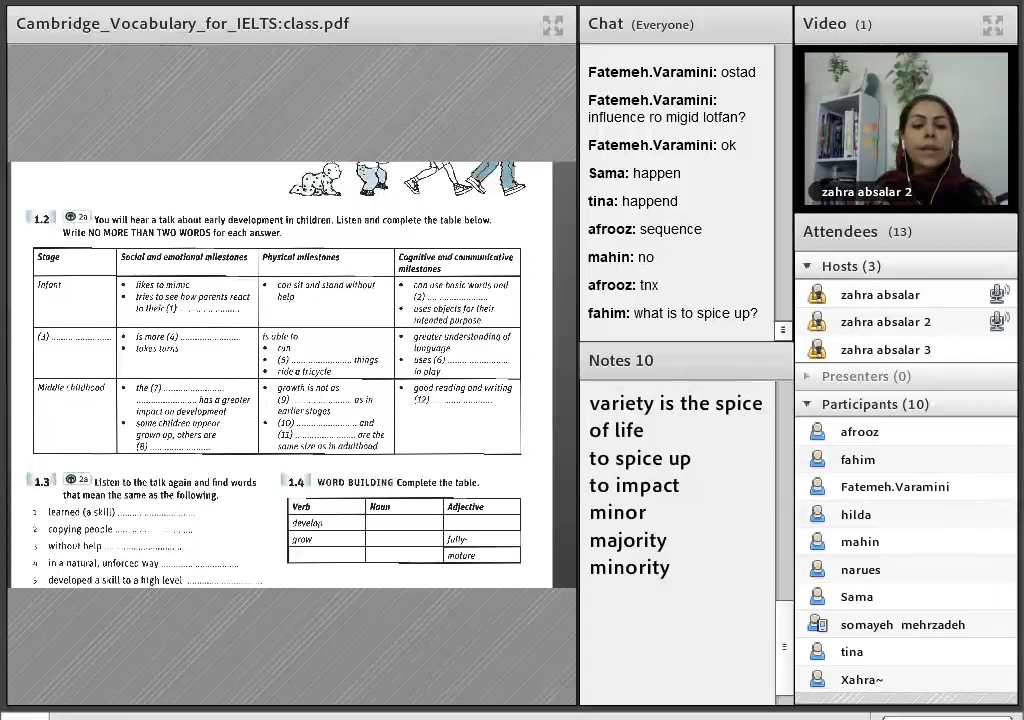 Cambridge_Vocabulary_for_IELTS:class.pdf
1.2 2a You will hear a talk about early development in children. Listen and complete the table below.
Write NO MORE THAN TWO WORDS for each answer.
Stage
Social and emotional milestones
Physical milestones
Cognitive and communicative
milestones
Infant
• likes to mimic
• tries to see how parents react
to their (1) ........................
• can sit and stand without
help
• can use basic words and
(2) ........................
• uses objects for their
intended purpose
(3) ........................
• is more (4) ........................
• takes turns
is able to
• run
• (5) ........................ things
• ride a tricycle
• greater understanding of
language
• uses (6) ........................
in play
Middle childhood
• the (7) ........................
........................ has a greater
impact on development
• some children appear
grown up, others are
(8) ........................
• growth is not as
(9) ........................ as in
earlier stages
• (10) ........................ and
(11) ........................ are the
same size as in adulthood
• good reading and writing
(12) ........................
1.3 2a Listen to the talk again and find words
that mean the same as the following.
1 learned (a skill) ........................
2 copying people ........................
3 without help ........................
4 in a natural, unforced way ........................
5 developed a skill to a high level ........................
1.4 WORD BUILDING Complete the table.
Verb Noun Adjective
develop
grow fully-
mature
Chat (Everyone)
Fatemeh.Varamini: ostad
Fatemeh.Varamini:
influence ro migid lotfan?
Fatemeh.Varamini: ok
Sama: happen
tina: happend
afrooz: sequence
mahin: no
afrooz: tnx
fahim: what is to spice up?
Notes 10
variety is the spice
of life
to spice up
to impact
minor
majority
minority
Video (1)
zahra absalar 2
Attendees (13)
Hosts (3)
zahra absalar
zahra absalar 2
zahra absalar 3
Presenters (0)
Participants (10)
afrooz
fahim
Fatemeh.Varamini
hilda
mahin
narues
Sama
somayeh mehrzadeh
tina
Xahra~